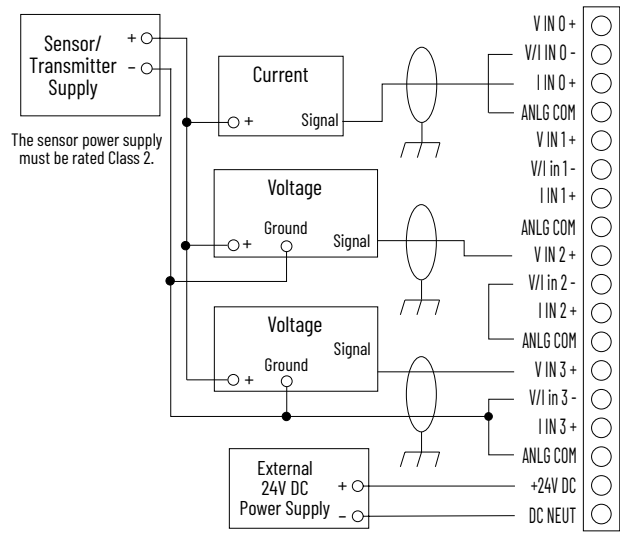 Sensor/
Transmitter
Supply
+
-
The sensor power supply
must be rated Class 2.
Current
+
Signal
Voltage
Ground
+
Signal
Voltage
Signal
Ground
+
External
24V DC
Power Supply
+
-
V IN 0 +
V/I IN 0 -
I IN 0 +
ANLG COM
V IN 1 +
V/I in 1 -
I IN 1 +
ANLG COM
V IN 2 +
V/I in 2 -
I IN 2 +
ANLG COM
V IN 3 +
V/I in 3 -
I IN 3 +
ANLG COM
+24V DC
DC NEUT